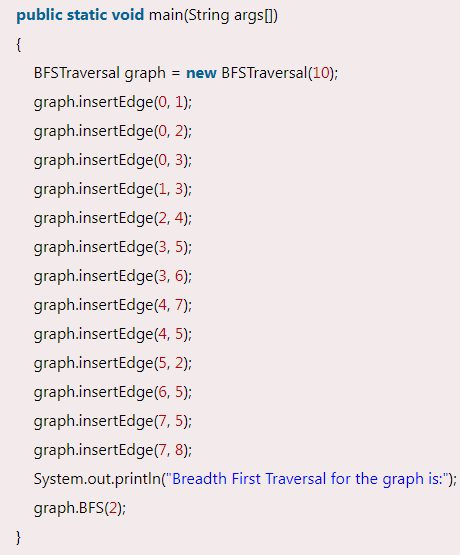 public static void main(String args[])
{
BFSTraversal graph = new BFSTraversal(10);
graph.insertEdge(0, 1);
graph.insertEdge(0, 2);
graph.insertEdge(0, 3);
graph.insertEdge(1, 3);
graph.insertEdge(2, 4);
graph.insertEdge(3, 5);
graph.insertEdge(3, 6);
graph.insertEdge(4, 7);
graph.insertEdge(4, 5);
graph.insertEdge(5, 2);
graph.insertEdge(6, 5);
graph.insertEdge(7, 5);
graph.insertEdge(7, 8);
System.out.println("Breadth First Traversal for the graph is:");
graph.BFS(2);
}